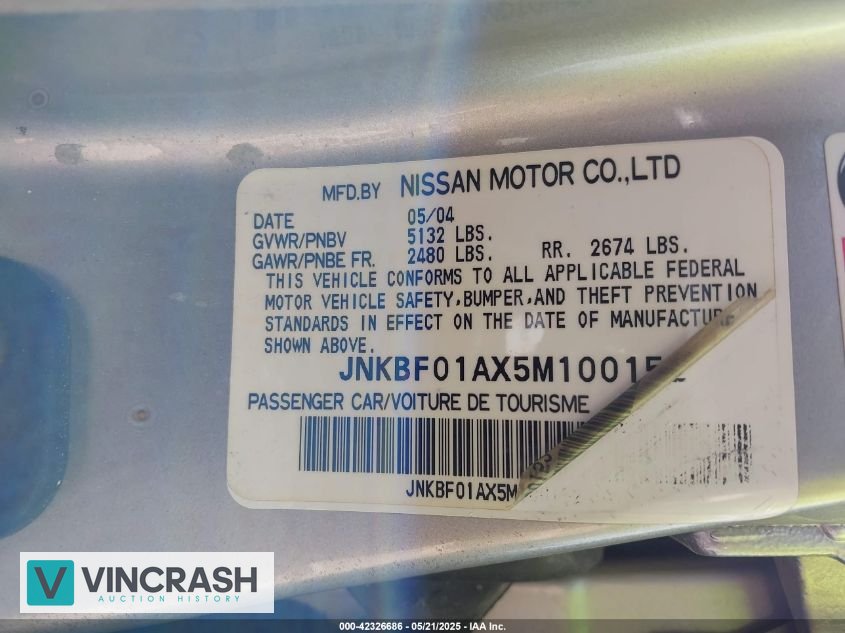 MFD.BY NISSAN MOTOR CO.,LTD
DATE 05/04
GVWR/PNBV 5132 LBS.
GAWR/PNBE FR. 2480 LBS. RR. 2674 LBS.
THIS VEHICLE CONFORMS TO ALL APPLICABLE FEDERAL
MOTOR VEHICLE SAFETY,BUMPER,AND THEFT PREVENTION
STANDARDS IN EFFECT ON THE DATE OF MANUFACTURE
SHOWN ABOVE.
PASSENGER CAR/VOITURE DE TOURISME
VINCRASH
AUCTION HISTORY
000-42326686 - 05/21/2025 - IAA Inc.